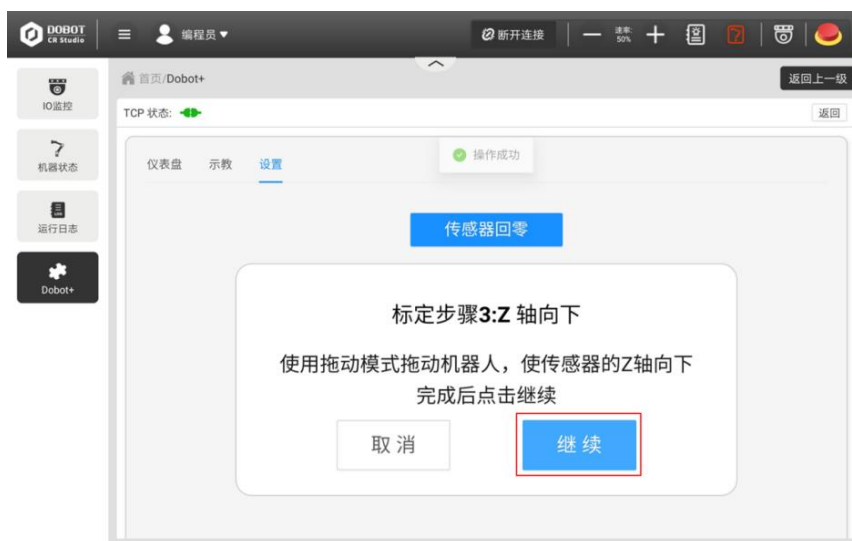 DOBOT
CR Studio
编程员
断开连接
速率:
50%
IO监控
机器状态
运行日志
Dobot+
首页/Dobot+
返回上一级
TCP 状态:
返回
仪表盘 示教 设置
操作成功
传感器回零
标定步骤3:Z 轴向下
使用拖动模式拖动机器人，使传感器的Z轴向下
完成后点击继续
取 消
继 续